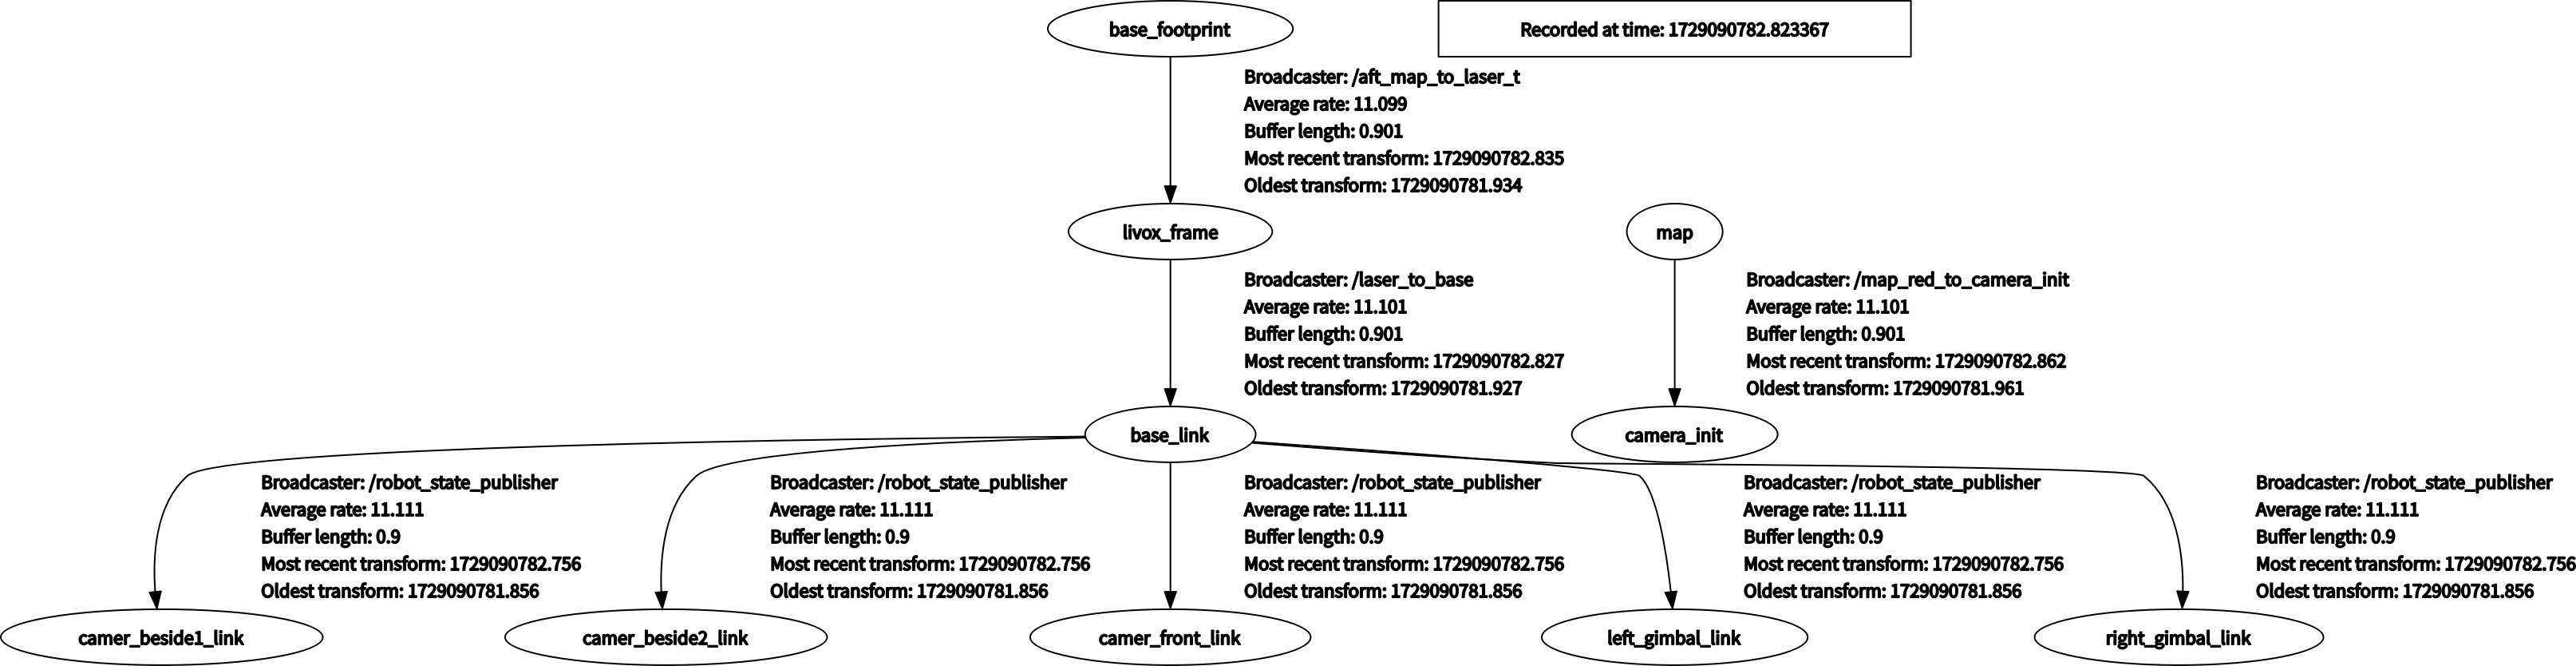 base_footprint
Recorded at time: 1729090782.823367
Broadcaster: /aft_map_to_laser_t
Average rate: 11.099
Buffer length: 0.901
Most recent transform: 1729090782.835
Oldest transform: 1729090781.934
livox_frame
map
Broadcaster: /laser_to_base
Average rate: 11.101
Buffer length: 0.901
Most recent transform: 1729090782.827
Oldest transform: 1729090781.927
Broadcaster: /map_red_to_camera_init
Average rate: 11.101
Buffer length: 0.901
Most recent transform: 1729090782.862
Oldest transform: 1729090781.961
base_link
camera_init
Broadcaster: /robot_state_publisher
Average rate: 11.111
Buffer length: 0.9
Most recent transform: 1729090782.756
Oldest transform: 1729090781.856
Broadcaster: /robot_state_publisher
Average rate: 11.111
Buffer length: 0.9
Most recent transform: 1729090782.756
Oldest transform: 1729090781.856
Broadcaster: /robot_state_publisher
Average rate: 11.111
Buffer length: 0.9
Most recent transform: 1729090782.756
Oldest transform: 1729090781.856
Broadcaster: /robot_state_publisher
Average rate: 11.111
Buffer length: 0.9
Most recent transform: 1729090782.756
Oldest transform: 1729090781.856
Broadcaster: /robot_state_publisher
Average rate: 11.111
Buffer length: 0.9
Most recent transform: 1729090782.756
Oldest transform: 1729090781.856
camer_beside1_link
camer_beside2_link
camer_front_link
left_gimbal_link
right_gimbal_link